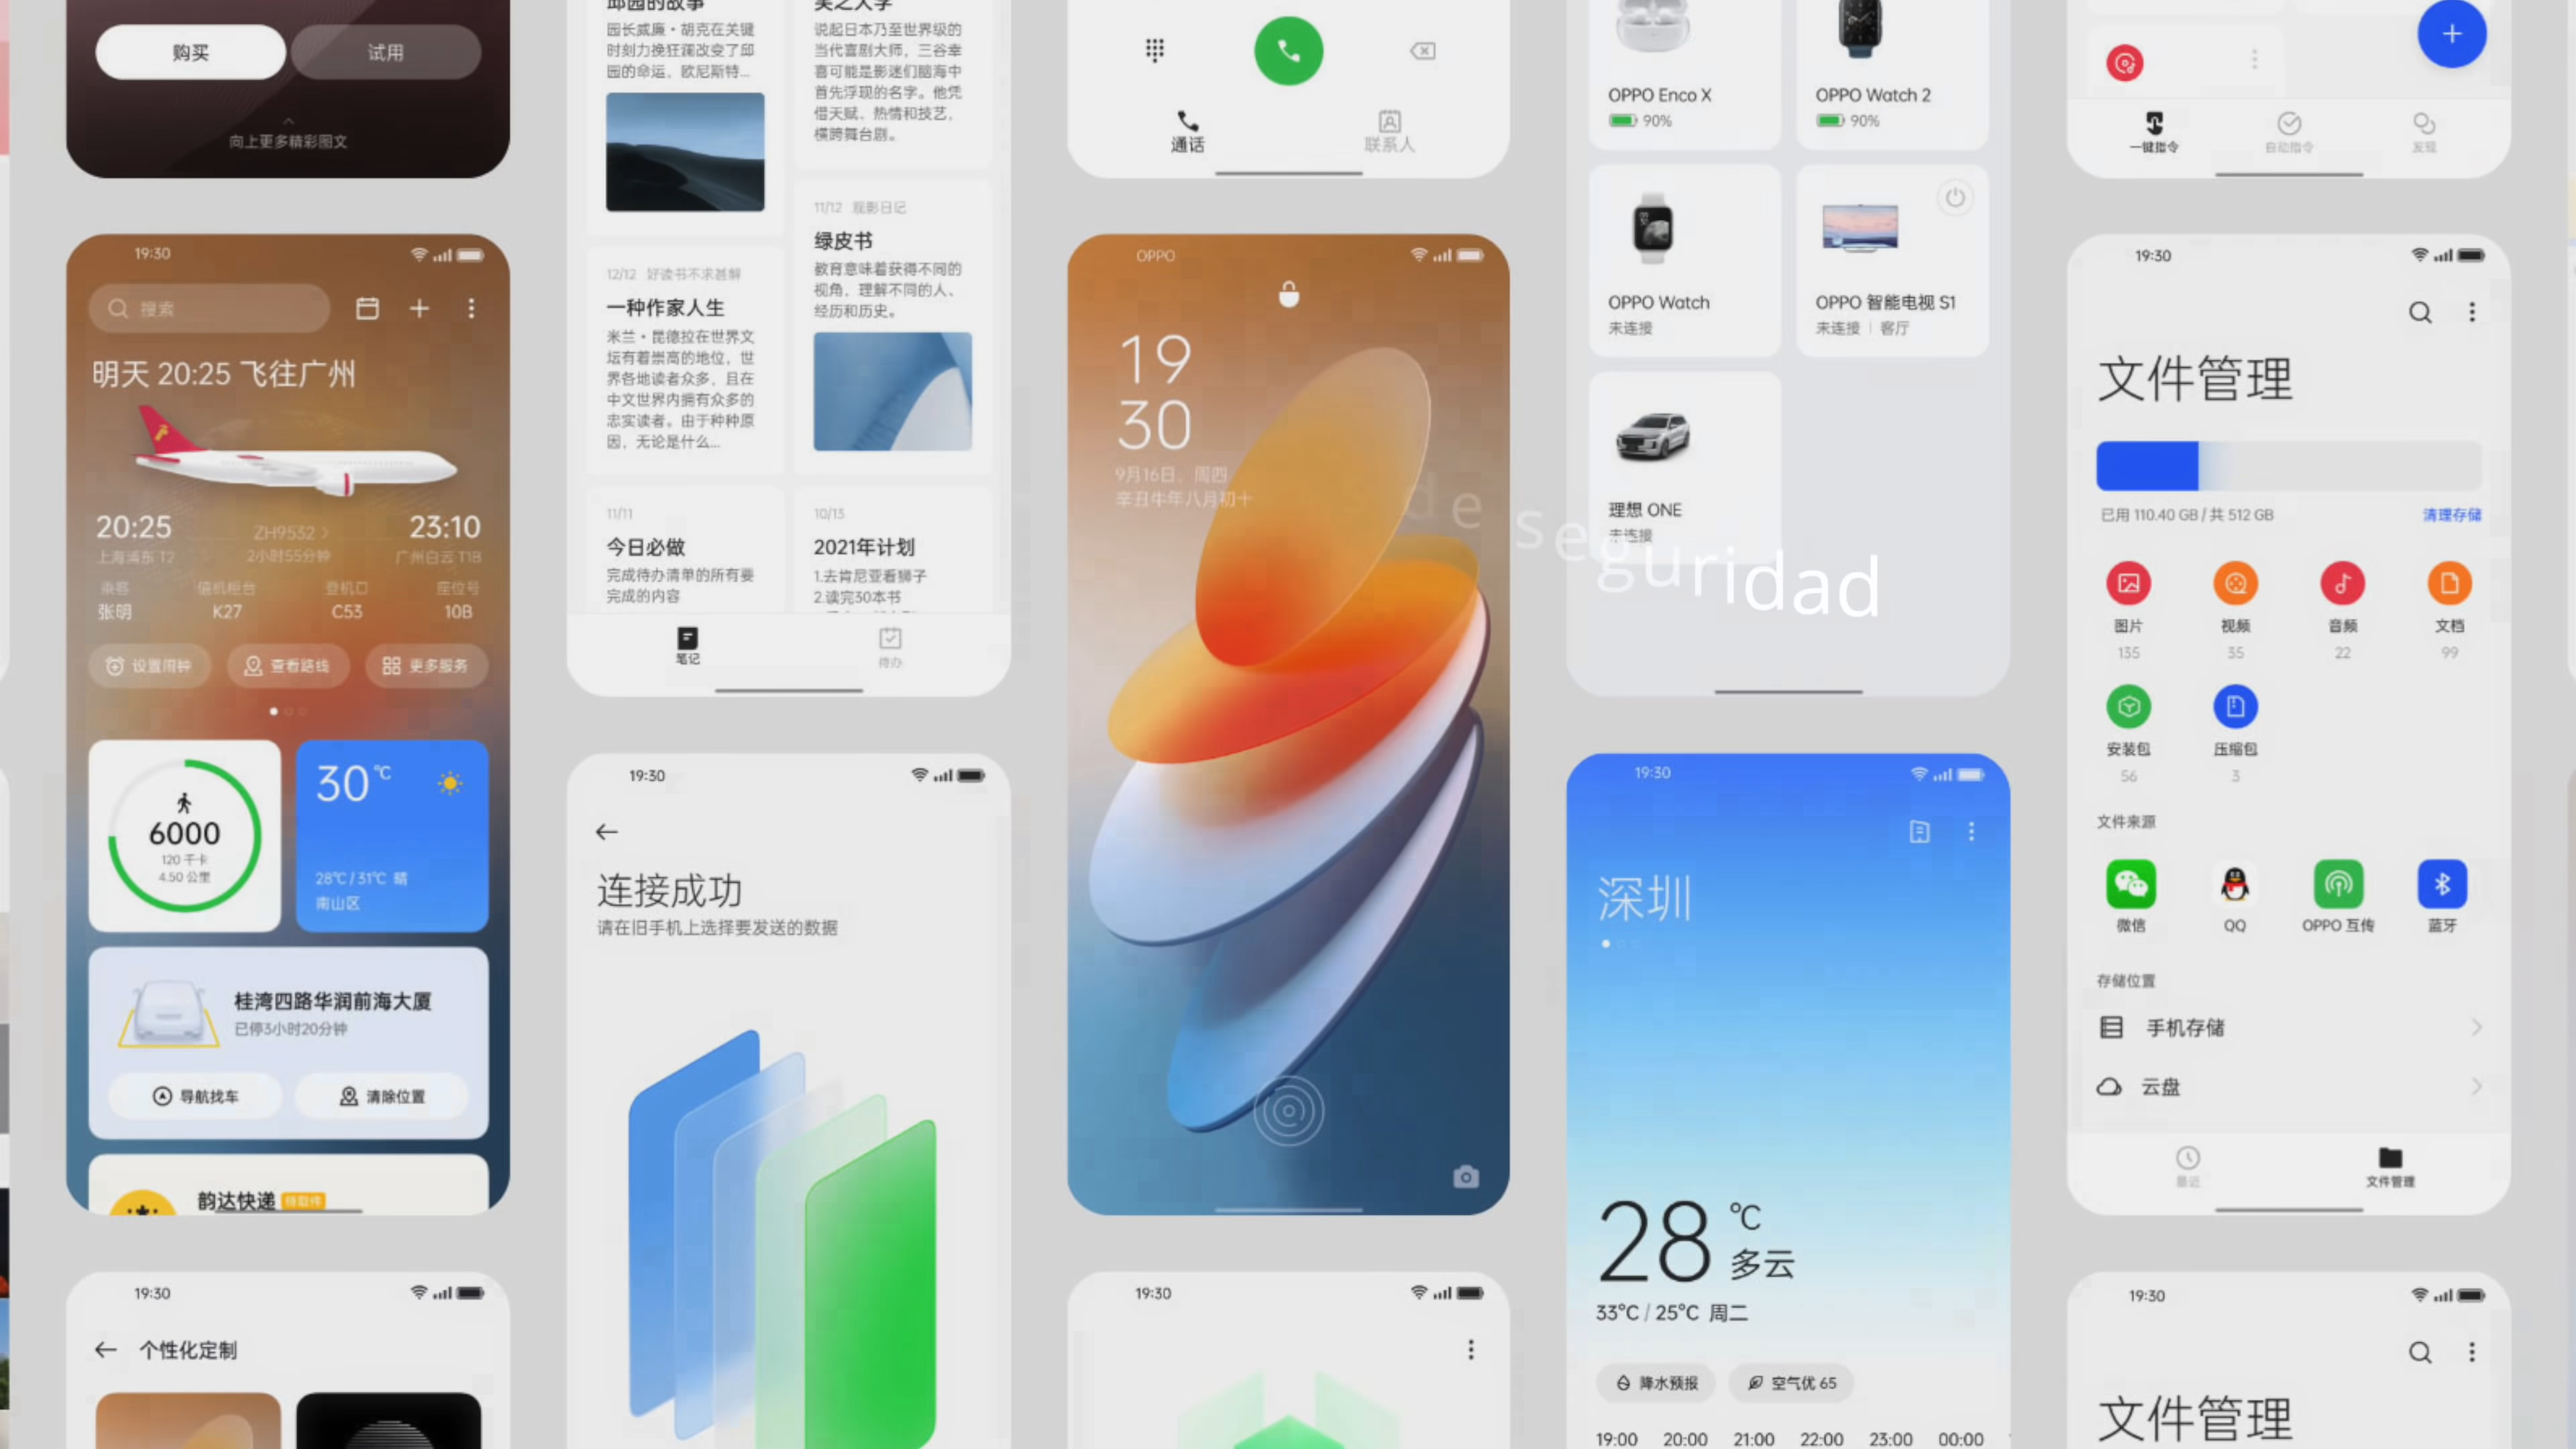 购买
试用
向上更多精彩图文
19:30
搜索
明天 20:25 飞往广州
20:25
ZH9532
23:10
上海浦东 T2
2小时55分钟
广州白云 T1B
乘客
值机柜台
登机口
座位号
张明
K27
C53
10B
设置闹钟
查看路线
更多服务
6000
120 千卡
4.50 公里
30℃
28℃ / 31℃ 晴
南山区
桂湾四路华润前海大厦
已停3小时20分钟
导航找车
清除位置
韵达快递
待取件
19:30
个性化定制
邱园的故事
园长威廉·胡克在关键
时刻力挽狂澜改变了邱
园的命运，欧尼斯特...
12/12 好读书不求甚解
一种作家人生
米兰·昆德拉在世界文
坛有着崇高的地位，世
界各地读者众多，且在
中文世界内拥有众多的
忠实读者。由于种种原
因，无论是什么...
11/11
今日必做
完成待办清单的所有要
完成的内容
笑之大学
说起日本乃至世界级的
当代喜剧大师，三谷幸
喜可能是影迷们脑海中
首先浮现的名字。他凭
借天赋、热情和技艺，
横跨舞台剧。
11/12 观影日记
绿皮书
教育意味着获得不同的
视角，理解不同的人、
经历和历史。
10/13
2021年计划
1.去肯尼亚看狮子
2.读完30本书
笔记
待办
19:30
连接成功
请在旧手机上选择要发送的数据
通话
联系人
OPPO
19
30
9月16日，周四
辛丑牛年八月初十
19:30
de seguridad
OPPO Enco X
90%
OPPO Watch 2
90%
OPPO Watch
未连接
OPPO 智能电视 S1
未连接 | 客厅
理想 ONE
未连接
19:30
深圳
28
℃
多云
33℃ / 25℃ 周二
降水预报
空气优 65
19:00 20:00 21:00 22:00 23:00 00:00
一键指令
自动指令
发现
19:30
文件管理
已用 110.40 GB / 共 512 GB
清理存储
图片
视频
音频
文档
135
35
22
99
安装包
压缩包
56
3
文件来源
微信
QQ
OPPO 互传
蓝牙
存储位置
手机存储
云盘
最近
文件管理
19:30
文件管理